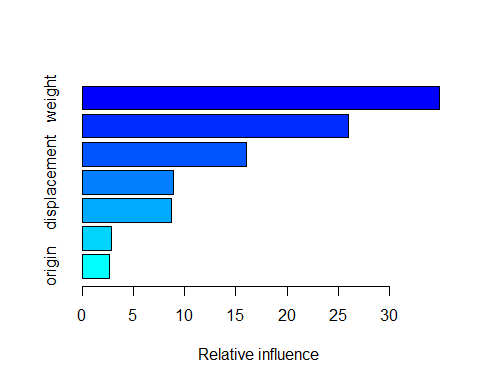 weight
displacement
origin
0 5 10 15 20 25 30
Relative influence